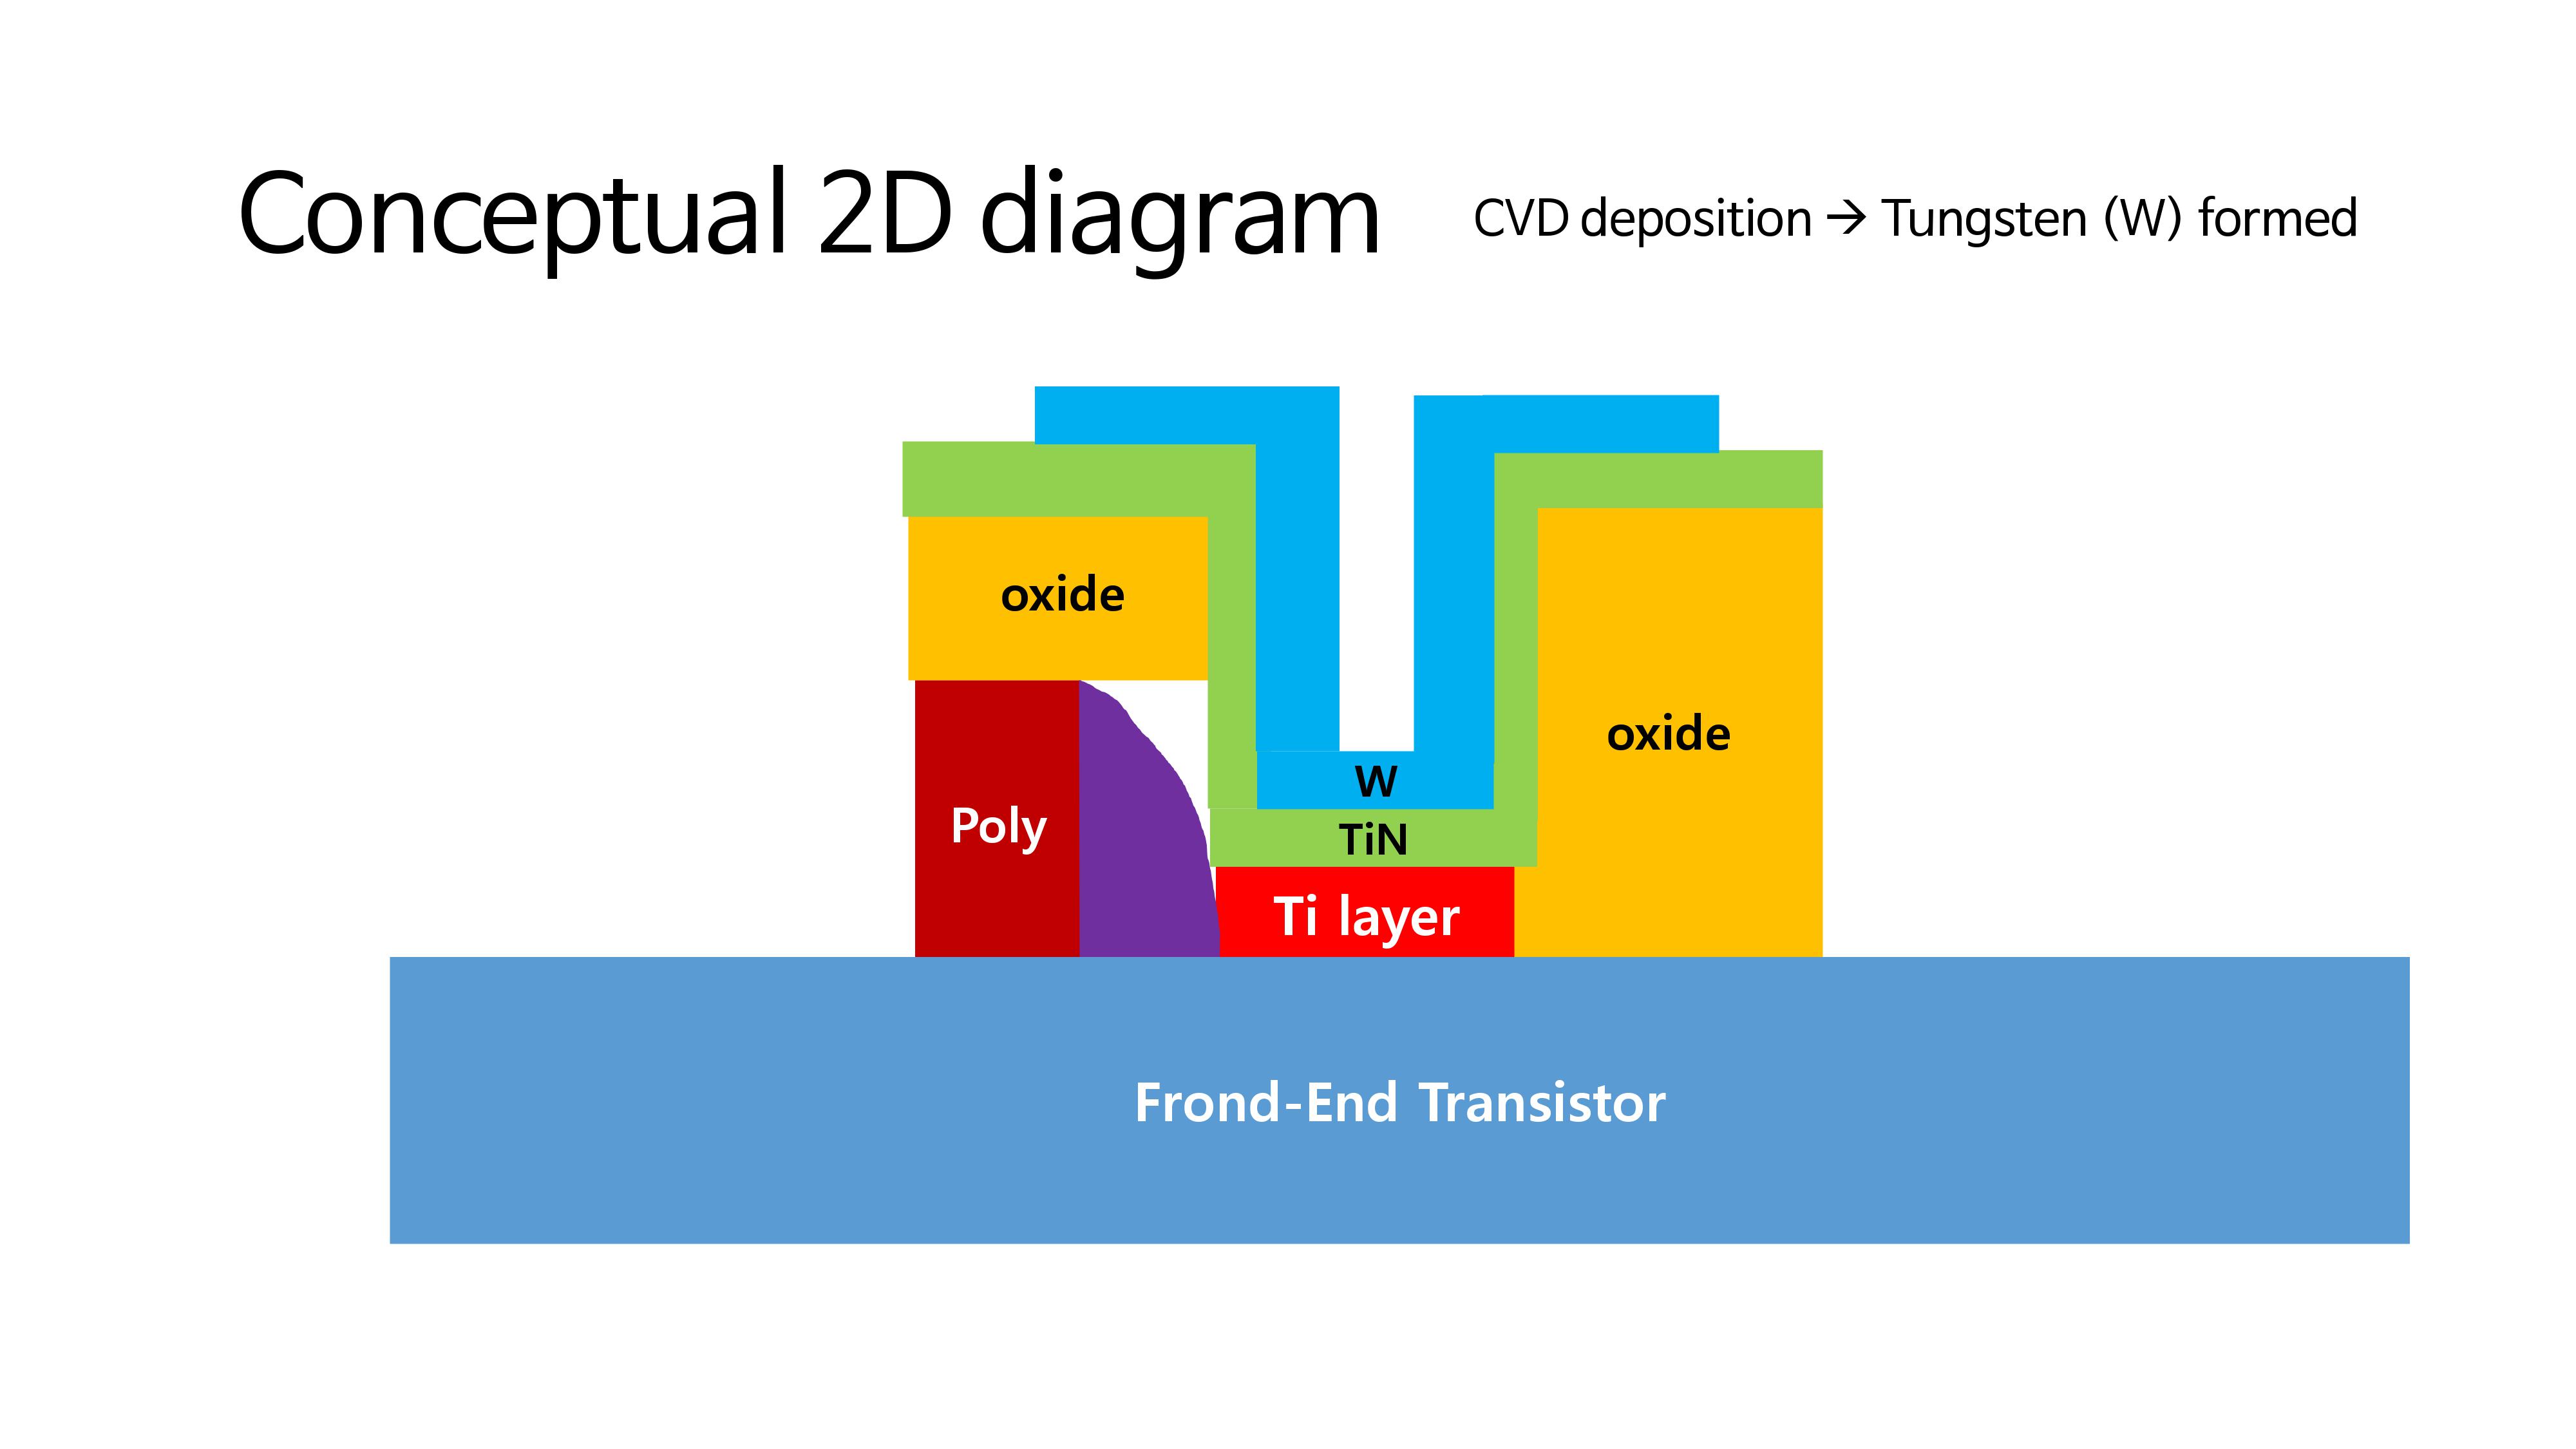 Conceptual 2D diagram
CVD deposition → Tungsten (W) formed
oxide
oxide
W
Poly
TiN
Ti layer
Frond-End Transistor